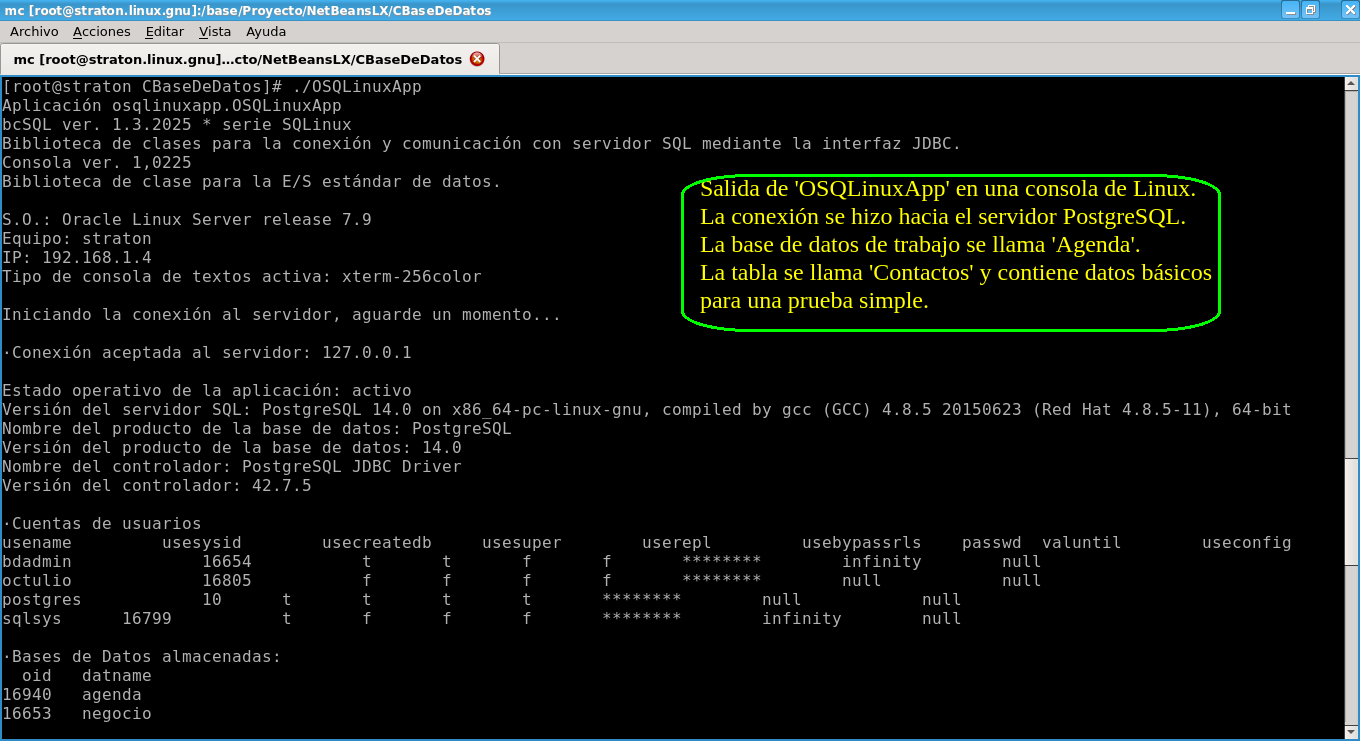 mc [root@straton.linux.gnu]:/base/Proyecto/NetBeansLX/CBaseDeDatos
Archivo Acciones Editar Vista Ayuda
mc [root@straton.linux.gnu]...cto/NetBeansLX/CBaseDeDatos
[root@straton CBaseDeDatos]# ./OSQLinuxApp
Aplicación osqlinuxapp.OSQLinuxApp
bcSQL ver. 1.3.2025 * serie SQLinux
Biblioteca de clases para la conexión y comunicación con servidor SQL mediante la interfaz JDBC.
Consola ver. 1,0225
Biblioteca de clase para la E/S estándar de datos.
Salida de 'OSQLinuxApp' en una consola de Linux.
La conexión se hizo hacia el servidor PostgreSQL.
La base de datos de trabajo se llama 'Agenda'.
La tabla se llama 'Contactos' y contiene datos básicos
para una prueba simple.
S.O.: Oracle Linux Server release 7.9
Equipo: straton
IP: 192.168.1.4
Tipo de consola de textos activa: xterm-256color
Iniciando la conexión al servidor, aguarde un momento...
·Conexión aceptada al servidor: 127.0.0.1
Estado operativo de la aplicación: activo
Versión del servidor SQL: PostgreSQL 14.0 on x86_64-pc-linux-gnu, compiled by gcc (GCC) 4.8.5 20150623 (Red Hat 4.8.5-11), 64-bit
Nombre del producto de la base de datos: PostgreSQL
Versión del producto de la base de datos: 14.0
Nombre del controlador: PostgreSQL JDBC Driver
Versión del controlador: 42.7.5
·Cuentas de usuarios
usename usesysid usecreatedb usesuper userepl usebypassrls passwd valuntil useconfig
bdadmin 16654 t t f f ******** infinity null
octulio 16805 f f f f ******** null null
postgres 10 t t t t ******** null null
sqlsys 16799 t f f f ******** infinity null
·Bases de Datos almacenadas:
oid datname
16940 agenda
16653 negocio